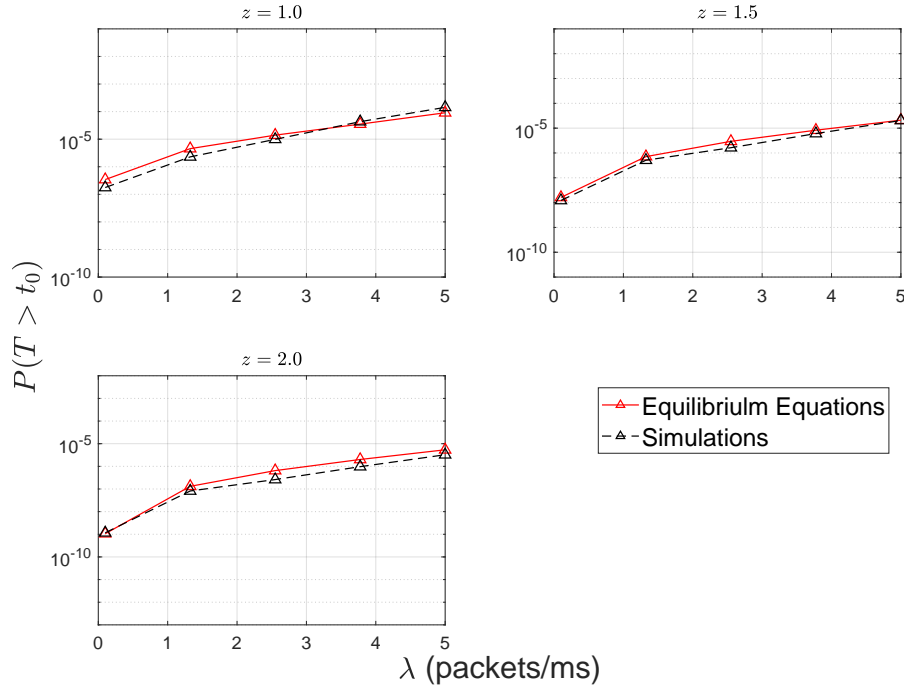 z = 1.0
10^-5
10^-10
0 1 2 3 4 5
z = 1.5
10^-5
10^-10
0 1 2 3 4 5
P(T > t_0)
z = 2.0
10^-5
10^-10
0 1 2 3 4 5
Equilibriulm Equations
Simulations
λ (packets/ms)